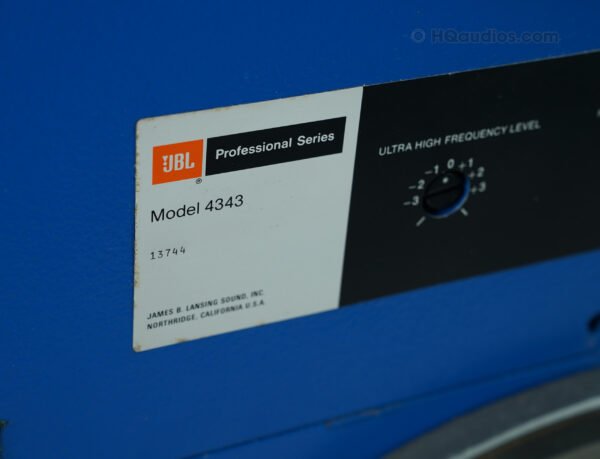 © HQaudios.com
JBL
®
Professional Series
Model 4343
13744
JAMES B. LANSING SOUND, INC.
NORTHRIDGE, CALIFORNIA U.S.A.
ULTRA HIGH FREQUENCY LEVEL
-1 0 +1
-2 +2
-3 +3